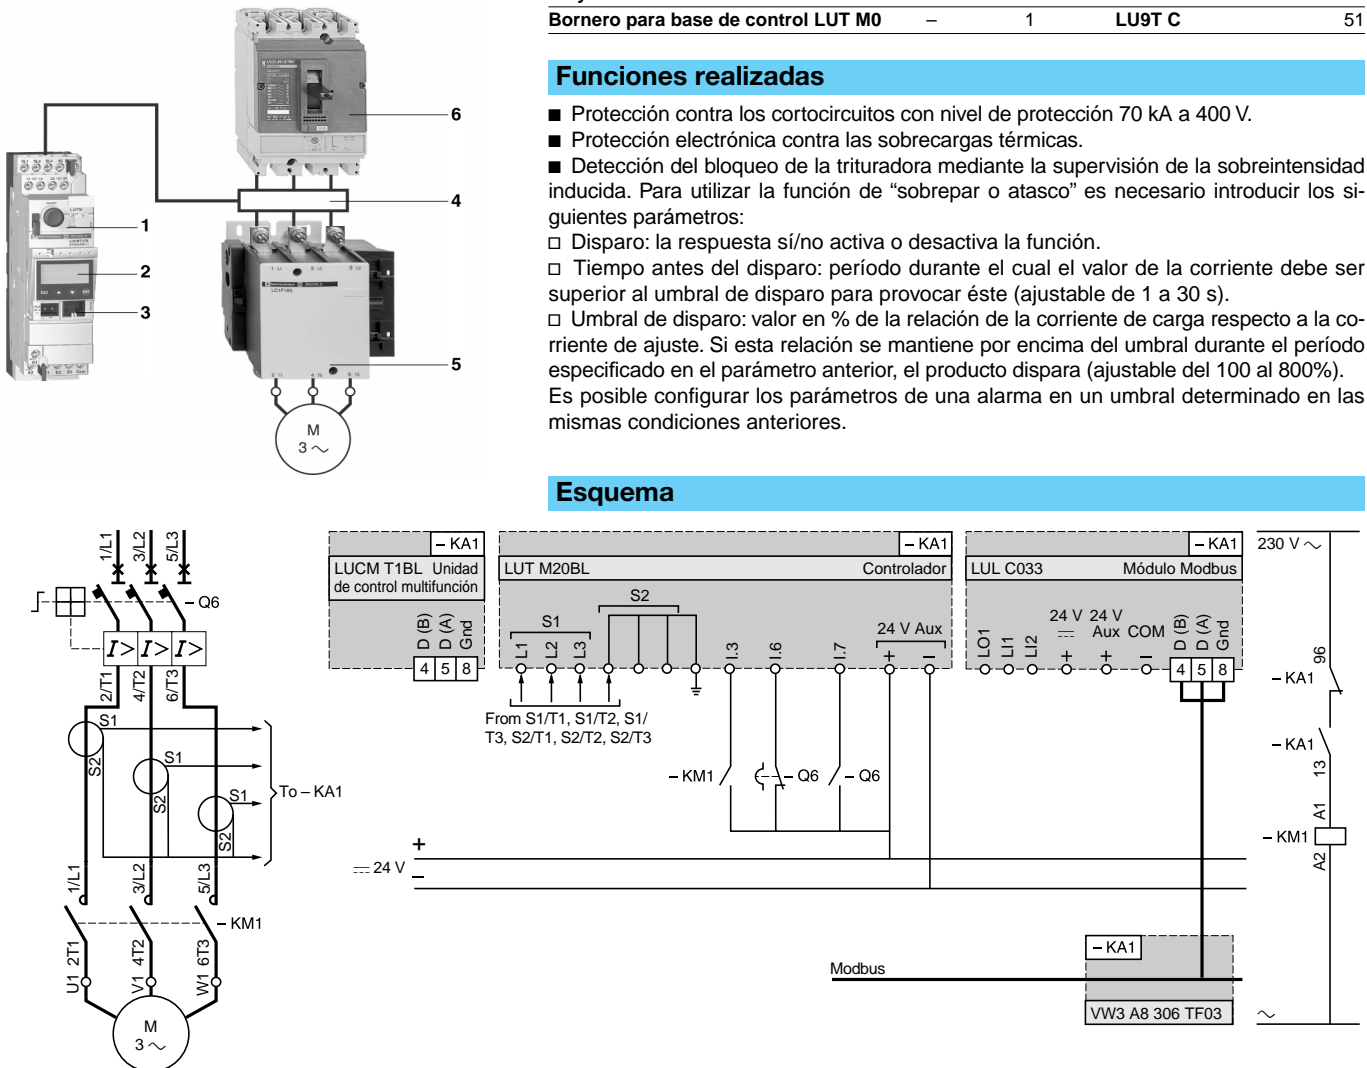 Bornero para base de control LUT M0 – 1 LU9T C 51
Funciones realizadas
■ Protección contra los cortocircuitos con nivel de protección 70 kA a 400 V.
■ Protección electrónica contra las sobrecargas térmicas.
■ Detección del bloqueo de la trituradora mediante la supervisión de la sobreintensidad
inducida. Para utilizar la función de “sobrepar o atasco” es necesario introducir los si-
guientes parámetros:
□ Disparo: la respuesta sí/no activa o desactiva la función.
□ Tiempo antes del disparo: período durante el cual el valor de la corriente debe ser
superior al umbral de disparo para provocar éste (ajustable de 1 a 30 s).
□ Umbral de disparo: valor en % de la relación de la corriente de carga respecto a la co-
rriente de ajuste. Si esta relación se mantiene por encima del umbral durante el período
especificado en el parámetro anterior, el producto dispara (ajustable del 100 al 800%).
Es posible configurar los parámetros de una alarma en un umbral determinado en las
mismas condiciones anteriores.
6
4
1
2
3
5
M
3 ~
Esquema
1/L1
3/L2
5/L3
– Q6
I> I> I>
2/T1
4/T2
6/T3
S1
S2
S1
S2
S1
S2
To – KA1
1/L1
3/L2
5/L3
– KM1
2T1
4T2
6T3
U1
V1
W1
M
3 ~
– KA1
LUCM T1BL Unidad
de control multifunción
D (B)
D (A)
Gnd
4 5 8
– KA1
LUT M20BL Controlador
S2
S1
L1
L2
L3
I.3
I.6
I.7
24 V Aux
+ –
From S1/T1, S1/T2, S1/
T3, S2/T1, S2/T2, S2/T3
– KM1
– Q6
– Q6
+
24 V
–
– KA1
LUL C033 Módulo Modbus
LO1
LI1
LI2
24 V
+
24 V
Aux
+
COM
–
D (B)
D (A)
Gnd
4 5 8
Modbus
– KA1
VW3 A8 306 TF03
230 V ~
96
– KA1
– KA1
13
A1
– KM1
A2
~